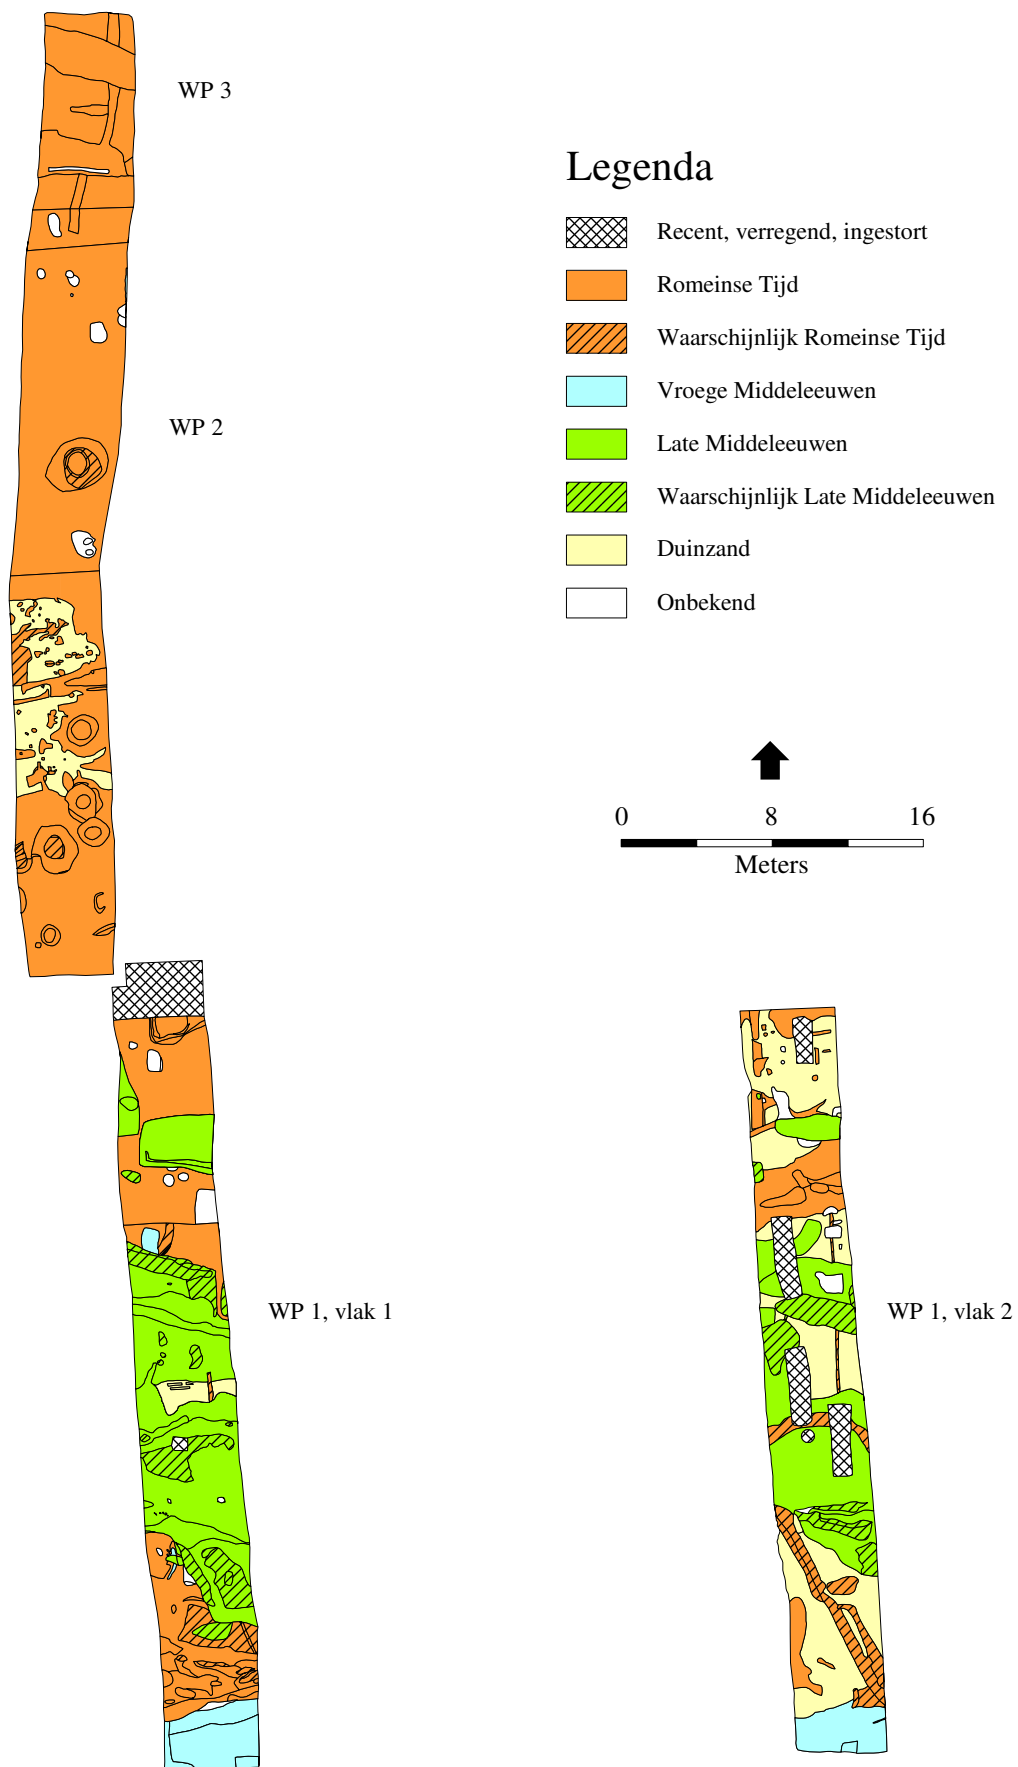 WP 3
Legenda
Recent, verregend, ingestort
Romeinse Tijd
Waarschijnlijk Romeinse Tijd
Vroege Middeleeuwen
WP 2
Late Middeleeuwen
Waarschijnlijk Late Middeleeuwen
Duinzand
Onbekend
0 8 16
Meters
WP 1, vlak 1
WP 1, vlak 2